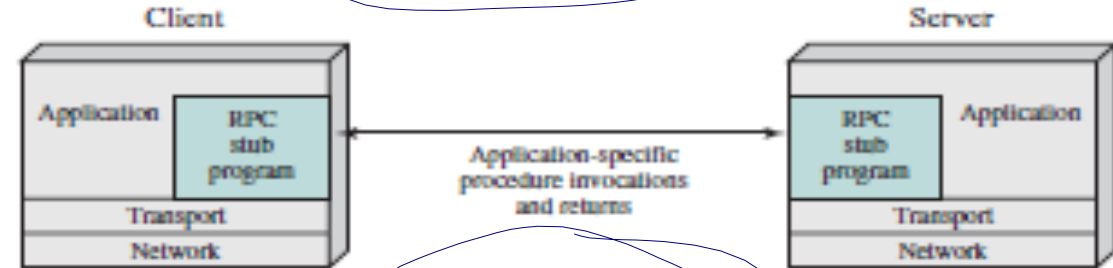 Client
Server
Application
RPC
stub
program
Transport
Network
Application-specific
procedure invocations
and returns
RPC
stub
program
Application
Transport
Network